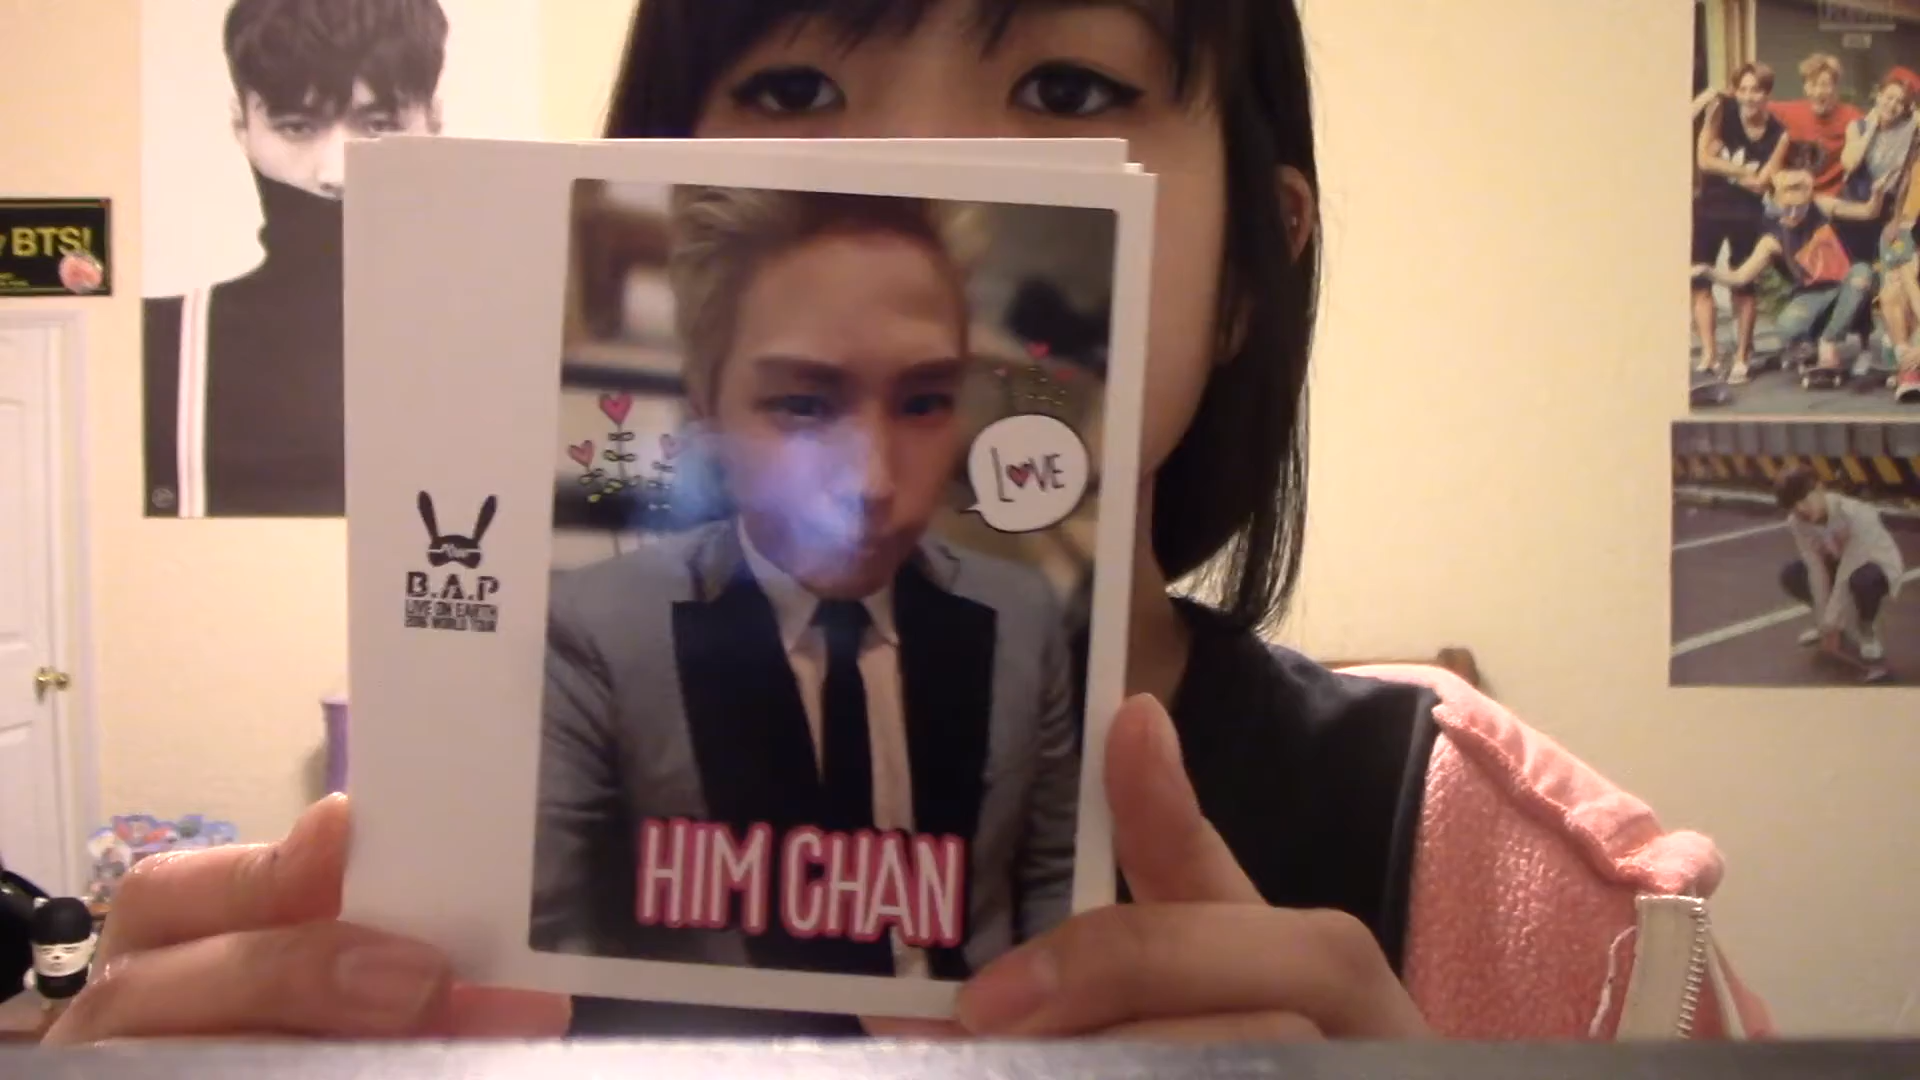 BTS!
B.A.P
LIVE ON EARTH
2016 WORLD TOUR
LOVE
HIM CHAN